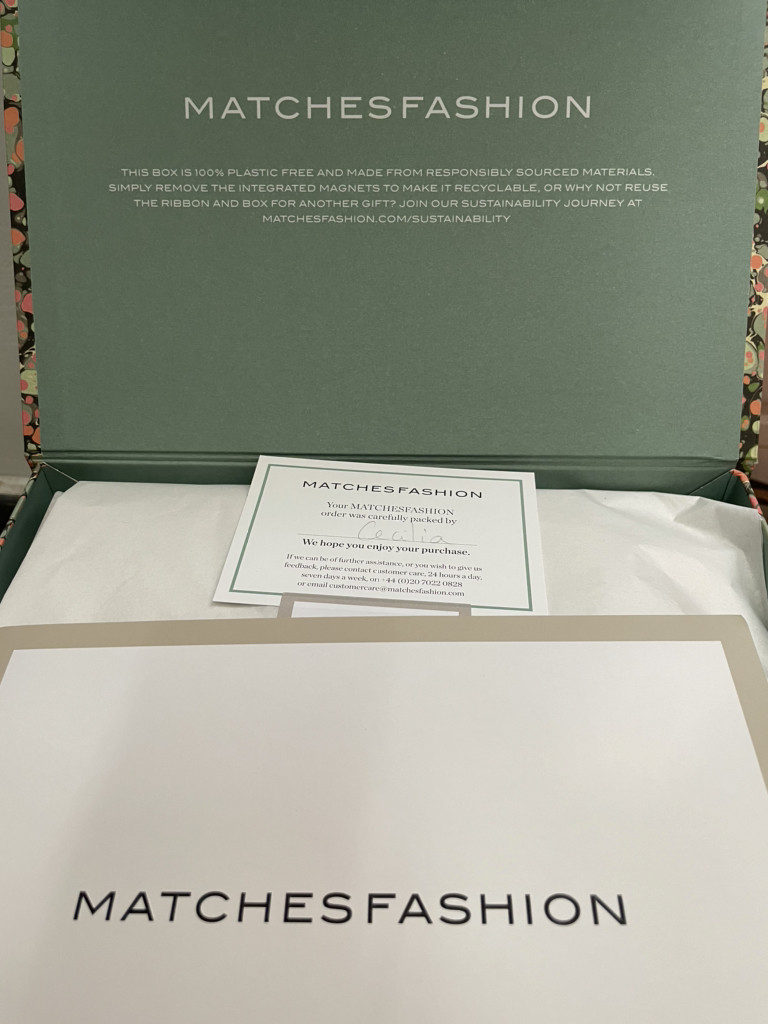 MATCHESFASHION
THIS BOX IS 100% PLASTIC FREE AND MADE FROM RESPONSIBLY SOURCED MATERIALS.
SIMPLY REMOVE THE INTEGRATED MAGNETS TO MAKE IT RECYCLABLE, OR WHY NOT REUSE
THE RIBBON AND BOX FOR ANOTHER GIFT? JOIN OUR SUSTAINABILITY JOURNEY AT
MATCHESFASHION.COM/SUSTAINABILITY
MATCHESFASHION
Your MATCHESFASHION
order was carefully packed by
Cecilia
We hope you enjoy your purchase.
If we can be of further assistance, or you wish to give us
feedback, please contact customer care, 24 hours a day,
seven days a week, on +44 (0)20 7022 0828
or email customercare@matchesfashion.com
MATCHESFASHION